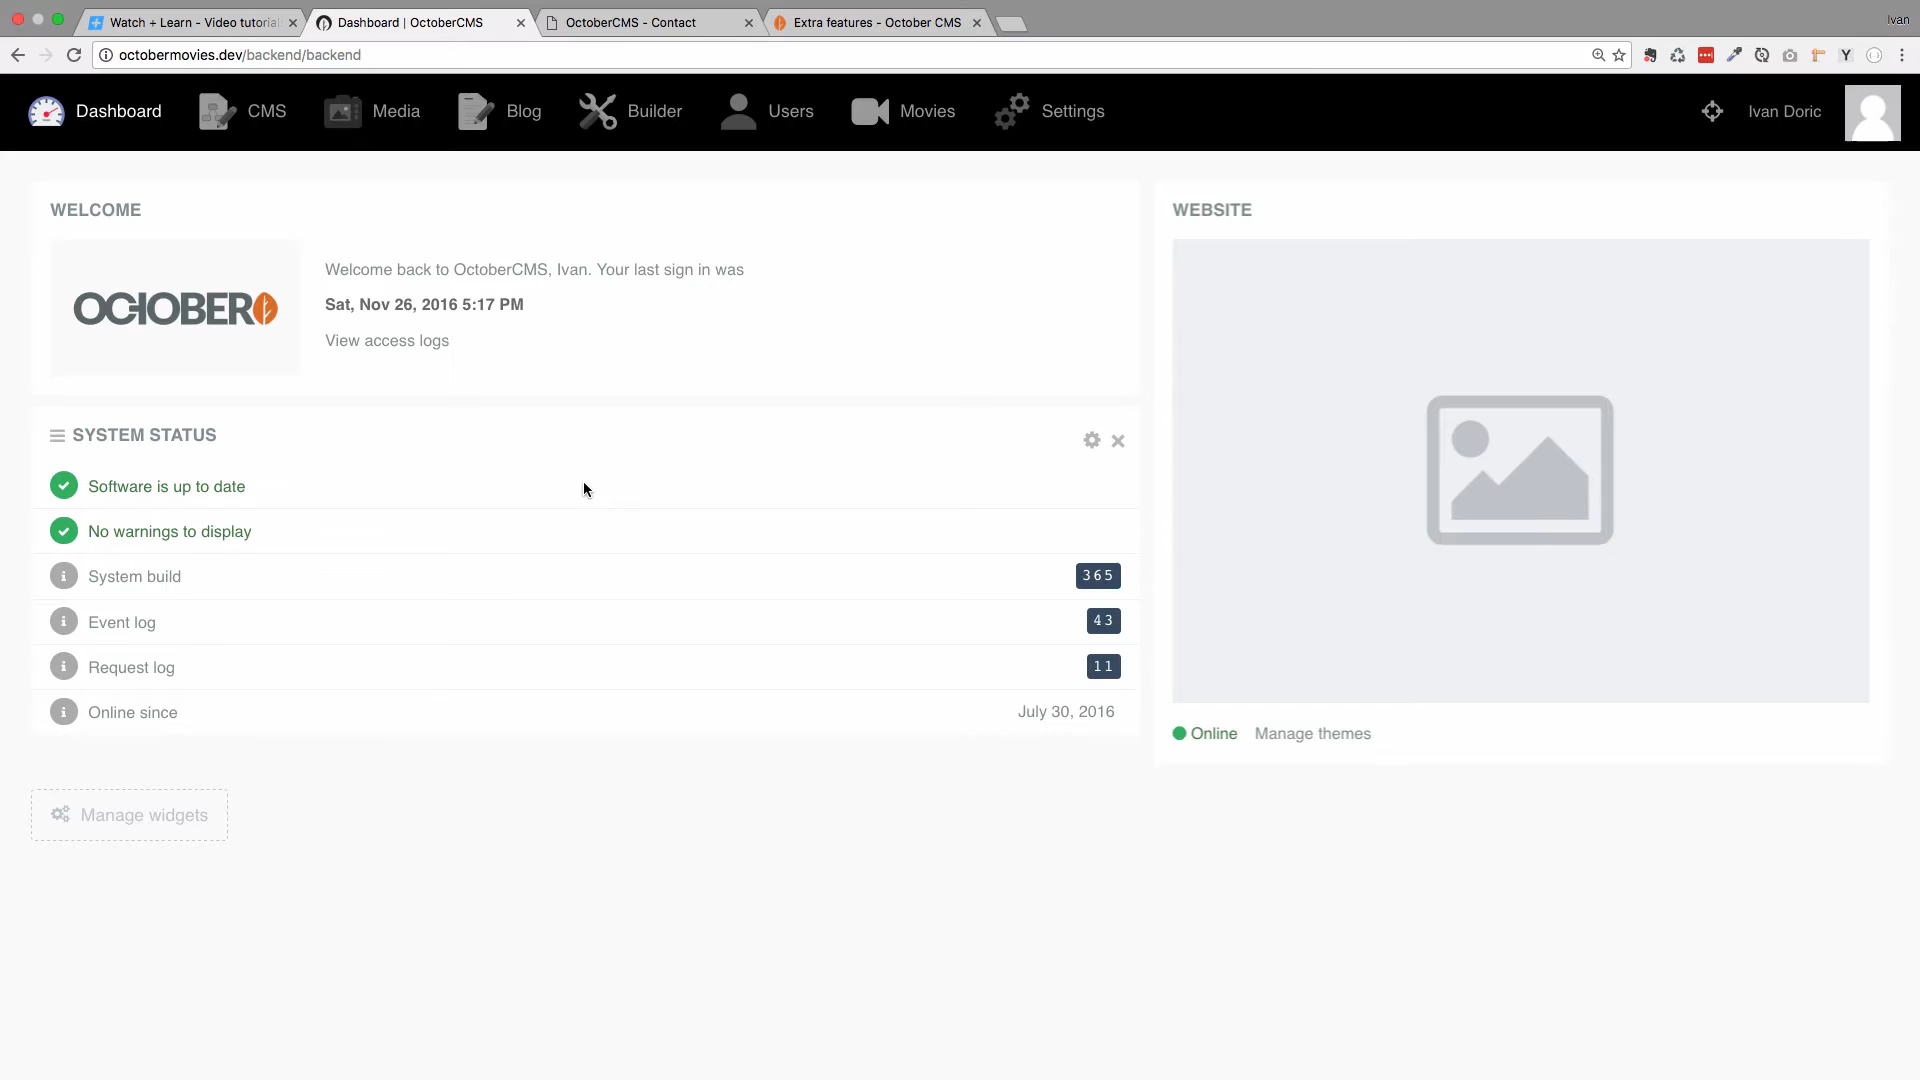 Watch + Learn - Video tutorial
Dashboard | OctoberCMS
OctoberCMS - Contact
Extra features - October CMS
Ivan
octobermovies.dev/backend/backend
Y
Dashboard
CMS
Media
Blog
Builder
Users
Movies
Settings
Ivan Doric
WELCOME
OCTOBER
Welcome back to OctoberCMS, Ivan. Your last sign in was
Sat, Nov 26, 2016 5:17 PM
View access logs
WEBSITE
Online
Manage themes
SYSTEM STATUS
Software is up to date
No warnings to display
System build
365
Event log
43
Request log
11
Online since
July 30, 2016
Manage widgets